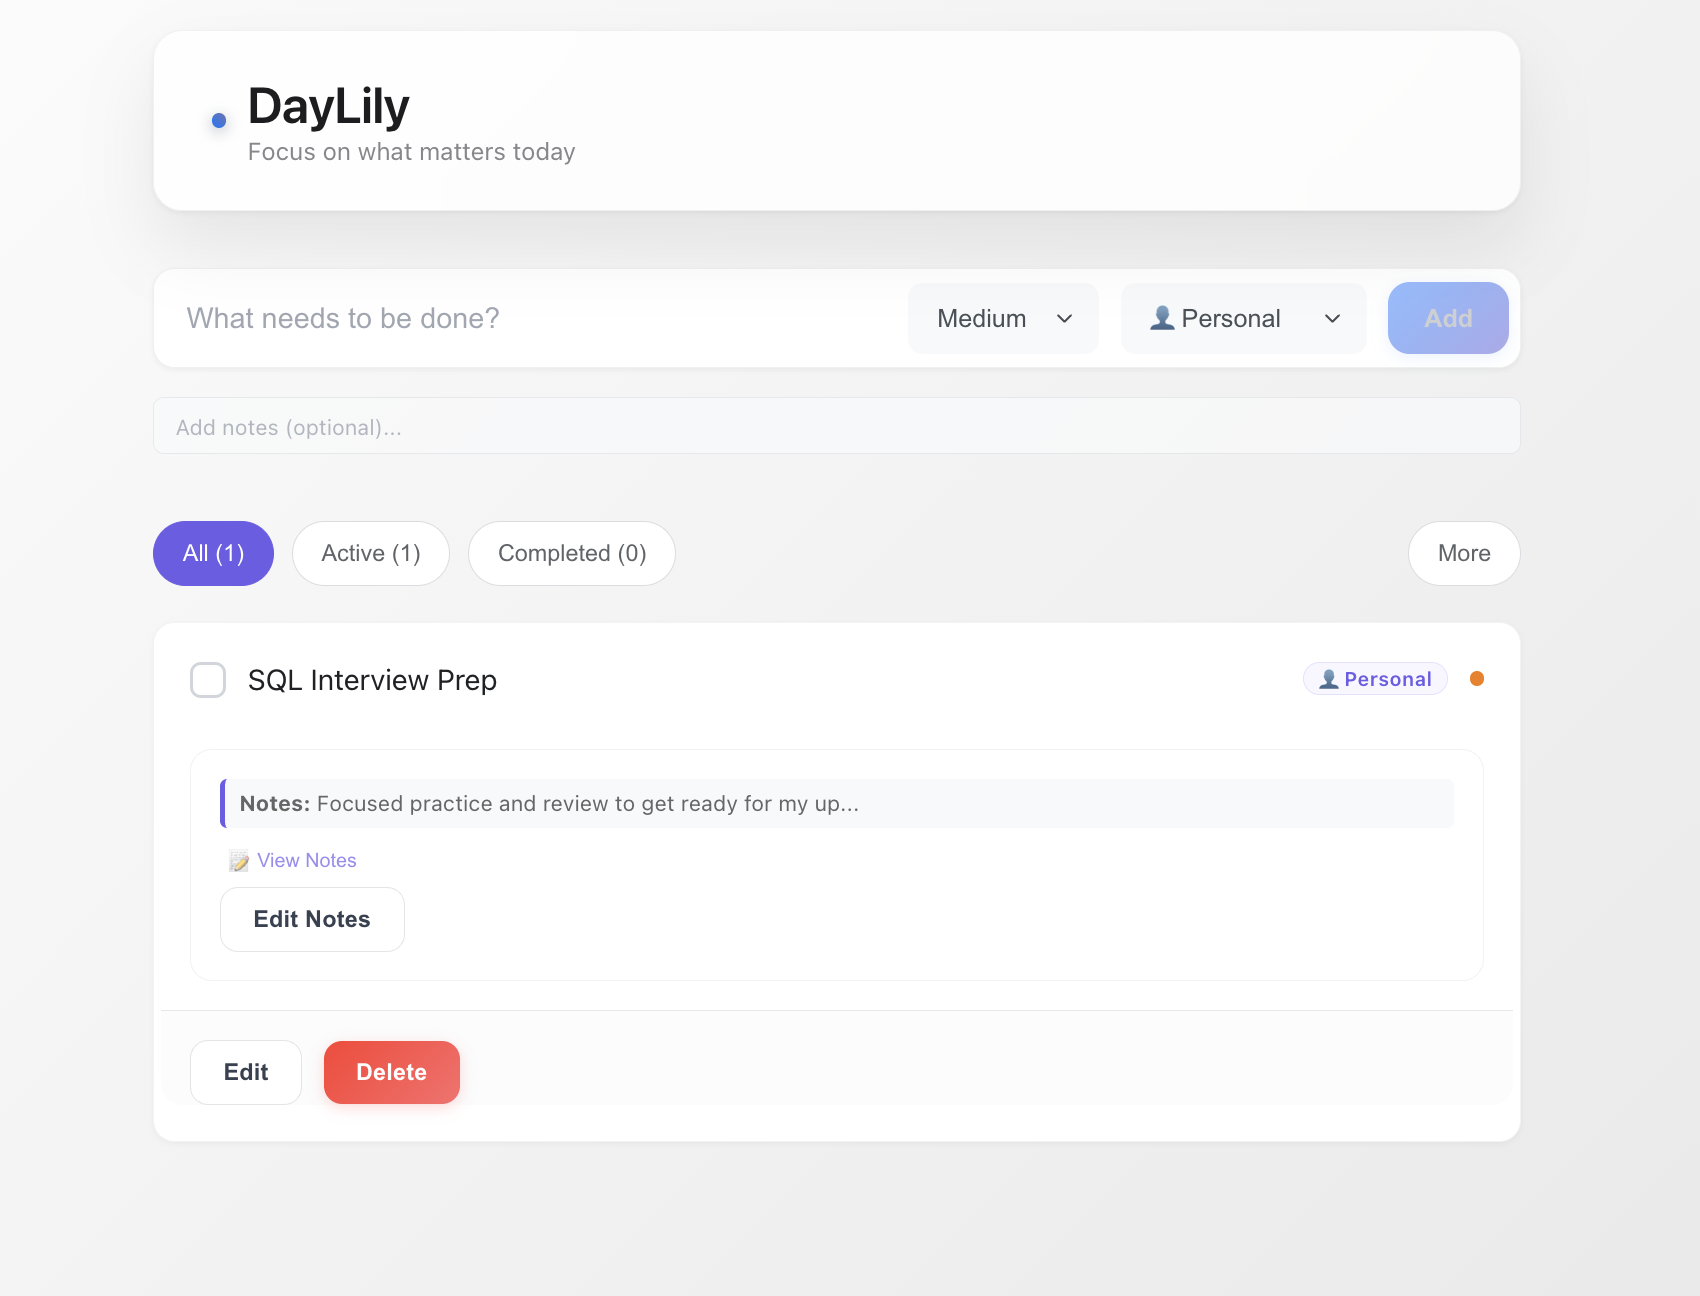 DayLily
Focus on what matters today
What needs to be done?
Medium
Personal
Add
Add notes (optional)...
All (1)
Active (1)
Completed (0)
More
SQL Interview Prep
Personal
Notes: Focused practice and review to get ready for my up...
View Notes
Edit Notes
Edit
Delete